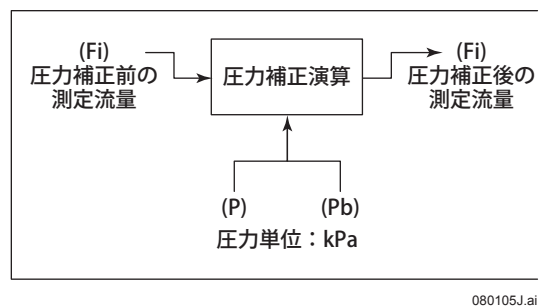 (Fi)
圧力補正前の
測定流量
圧力補正演算
(Fi)
圧力補正後の
測定流量
(P)
(Pb)
圧力単位：kPa
080105J.ai